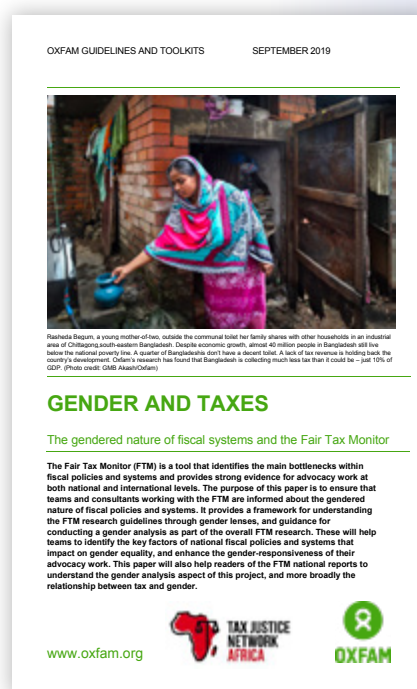 OXFAM GUIDELINES AND TOOLKITS SEPTEMBER 2019
Rasheda Begum, a young mother-of-two, outside the communal toilet her family shares with other households in an industrial
area of Chittagong,south-eastern Bangladesh. Despite economic growth, almost 40 million people in Bangladesh still live
below the national poverty line. A quarter of Bangladeshis don't have a decent toilet. A lack of tax revenue is holding back the
country's development. Oxfam's research has found that Bangladesh is collecting much less tax than it could be – just 10% of
GDP. (Photo credit: GMB Akash/Oxfam)
GENDER AND TAXES
The gendered nature of fiscal systems and the Fair Tax Monitor
The Fair Tax Monitor (FTM) is a tool that identifies the main bottlenecks within
fiscal policies and systems and provides strong evidence for advocacy work at
both national and international levels. The purpose of this paper is to ensure that
teams and consultants working with the FTM are informed about the gendered
nature of fiscal policies and systems. It provides a framework for understanding
the FTM research guidelines through gender lenses, and guidance for
conducting a gender analysis as part of the overall FTM research. These will help
teams to identify the key factors of national fiscal policies and systems that
impact on gender equality, and enhance the gender-responsiveness of their
advocacy work. This paper will also help readers of the FTM national reports to
understand the gender analysis aspect of this project, and more broadly the
relationship between tax and gender.
www.oxfam.org
TAX JUSTICE
NETWORK
AFRICA
OXFAM